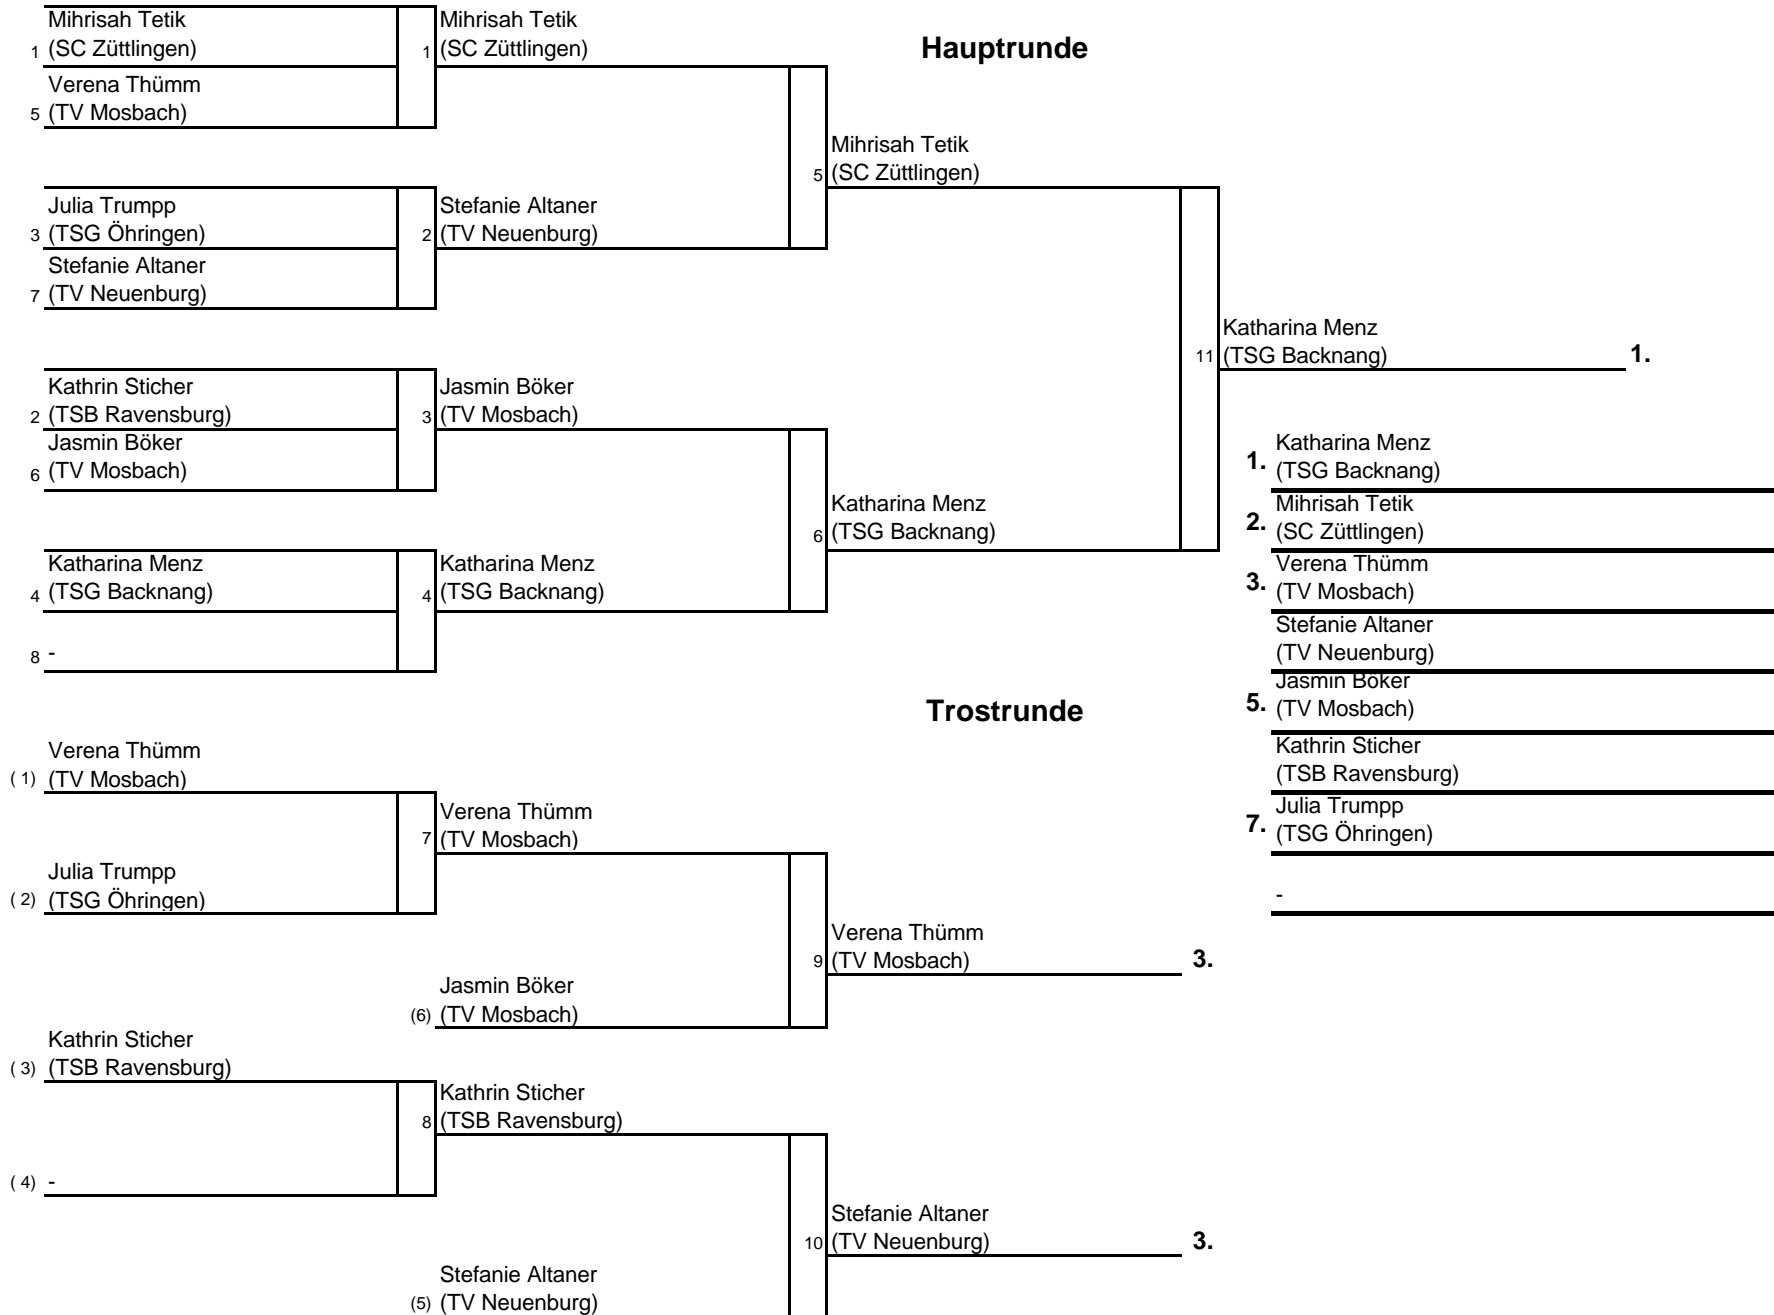 Hauptrunde
Mihrisah Tetik
1 (SC Züttlingen)
Verena Thümm
5 (TV Mosbach)
Julia Trumpp
3 (TSG Öhringen)
Stefanie Altaner
7 (TV Neuenburg)
Kathrin Sticher
2 (TSB Ravensburg)
Jasmin Böker
6 (TV Mosbach)
Katharina Menz
4 (TSG Backnang)
8 -
Mihrisah Tetik
1 (SC Züttlingen)
Stefanie Altaner
2 (TV Neuenburg)
Jasmin Böker
3 (TV Mosbach)
Katharina Menz
4 (TSG Backnang)
Mihrisah Tetik
5 (SC Züttlingen)
Katharina Menz
6 (TSG Backnang)
Katharina Menz
11 (TSG Backnang) 1.
Katharina Menz
1. (TSG Backnang)
Mihrisah Tetik
2. (SC Züttlingen)
Verena Thümm
3. (TV Mosbach)
Stefanie Altaner
(TV Neuenburg)
Jasmin Böker
5. (TV Mosbach)
Kathrin Sticher
(TSB Ravensburg)
Julia Trumpp
7. (TSG Öhringen)
-
Trostrunde
Verena Thümm
( 1) (TV Mosbach)
Julia Trumpp
( 2) (TSG Öhringen)
Kathrin Sticher
( 3) (TSB Ravensburg)
( 4) -
Verena Thümm
7 (TV Mosbach)
Jasmin Böker
(6) (TV Mosbach)
Kathrin Sticher
8 (TSB Ravensburg)
Stefanie Altaner
(5) (TV Neuenburg)
Verena Thümm
9 (TV Mosbach) 3.
Stefanie Altaner
10 (TV Neuenburg) 3.